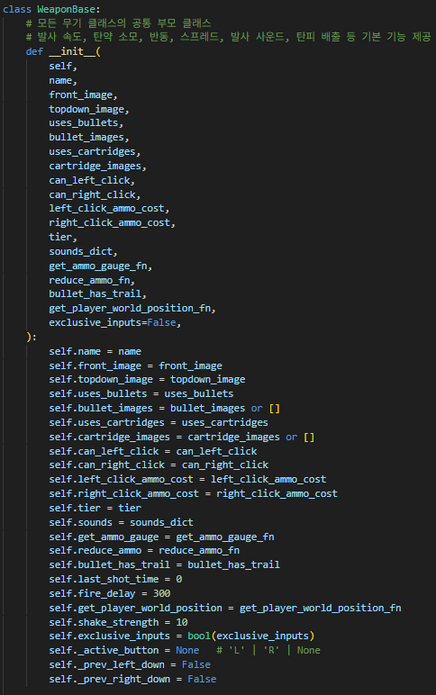 class WeaponBase:
    # 모든 무기 클래스의 공통 부모 클래스
    # 발사 속도, 탄약 소모, 반동, 스프레드, 발사 사운드, 탄피 배출 등 기본 기능 제공
    def __init__(
        self,
        name,
        front_image,
        topdown_image,
        uses_bullets,
        bullet_images,
        uses_cartridges,
        cartridge_images,
        can_left_click,
        can_right_click,
        left_click_ammo_cost,
        right_click_ammo_cost,
        tier,
        sounds_dict,
        get_ammo_gauge_fn,
        reduce_ammo_fn,
        bullet_has_trail,
        get_player_world_position_fn,
        exclusive_inputs=False,
    ):
        self.name = name
        self.front_image = front_image
        self.topdown_image = topdown_image
        self.uses_bullets = uses_bullets
        self.bullet_images = bullet_images or []
        self.uses_cartridges = uses_cartridges
        self.cartridge_images = cartridge_images or []
        self.can_left_click = can_left_click
        self.can_right_click = can_right_click
        self.left_click_ammo_cost = left_click_ammo_cost
        self.right_click_ammo_cost = right_click_ammo_cost
        self.tier = tier
        self.sounds = sounds_dict
        self.get_ammo_gauge = get_ammo_gauge_fn
        self.reduce_ammo = reduce_ammo_fn
        self.bullet_has_trail = bullet_has_trail
        self.last_shot_time = 0
        self.fire_delay = 300
        self.get_player_world_position = get_player_world_position_fn
        self.shake_strength = 10
        self.exclusive_inputs = bool(exclusive_inputs)
        self._active_button = None   # 'L' | 'R' | None
        self._prev_left_down = False
        self._prev_right_down = False